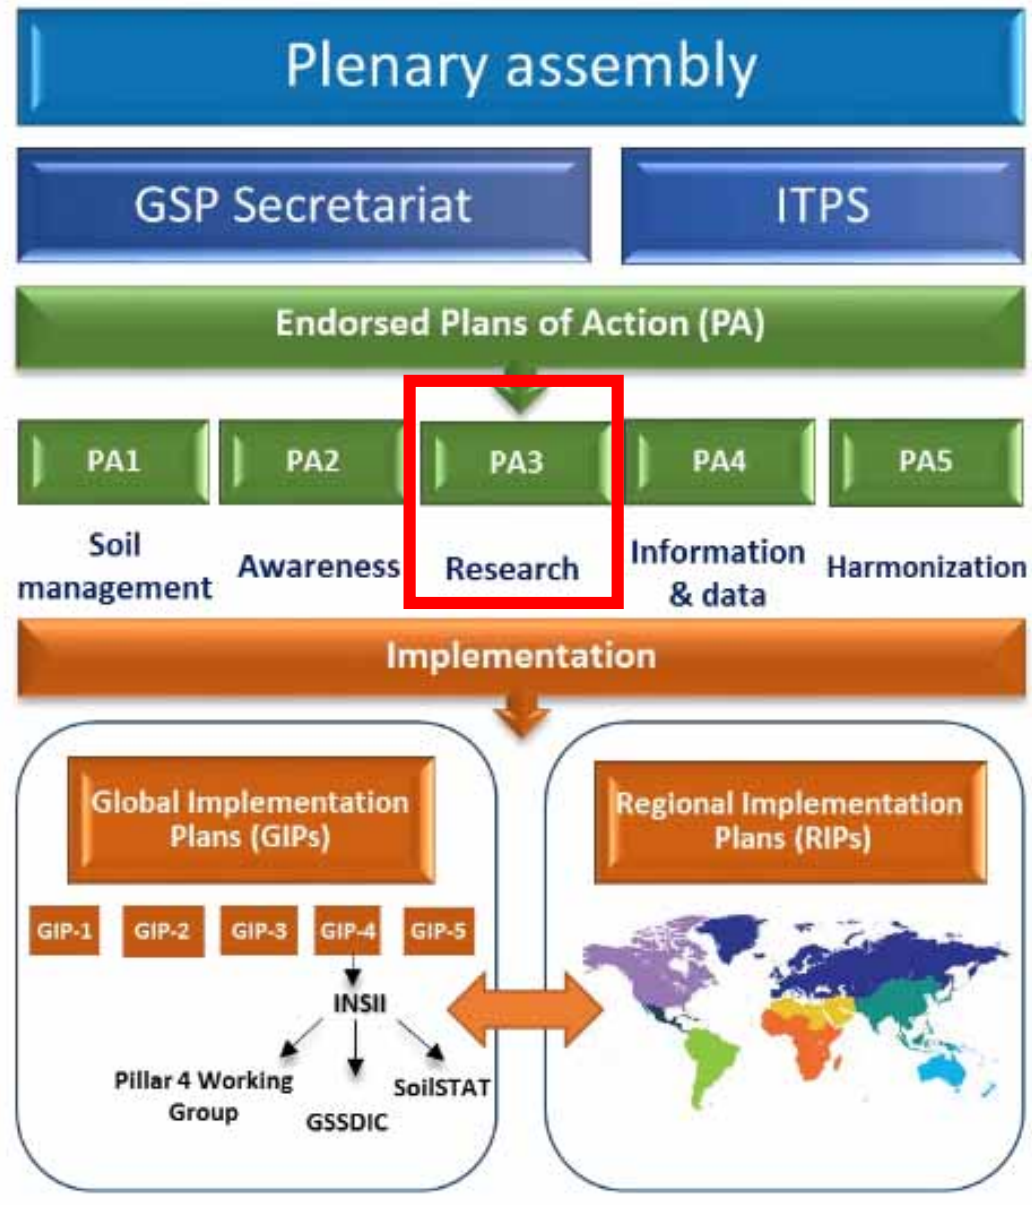 Plenary assembly
GSP Secretariat
ITPS
Endorsed Plans of Action (PA)
PA1
PA2
PA3
PA4
PA5
Soil
management
Awareness
Research
Information
& data
Harmonization
Implementation
Global Implementation
Plans (GIPs)
GIP-1
GIP-2
GIP-3
GIP-4
GIP-5
INSII
Pillar 4 Working
Group
GSSDIC
SoilSTAT
Regional Implementation
Plans (RIPs)